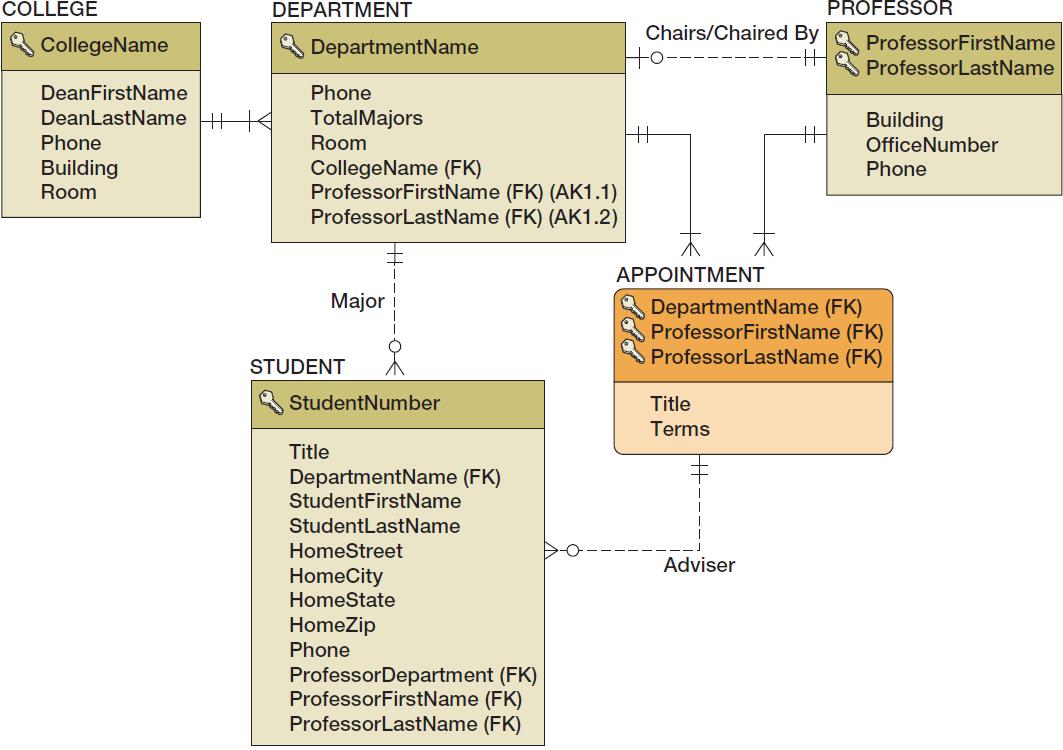 COLLEGE
CollegeName
DeanFirstName
DeanLastName
Phone
Building
Room
DEPARTMENT
DepartmentName
Phone
TotalMajors
Room
CollegeName (FK)
ProfessorFirstName (FK) (AK1.1)
ProfessorLastName (FK) (AK1.2)
Chairs/Chaired By
PROFESSOR
ProfessorFirstName
ProfessorLastName
Building
OfficeNumber
Phone
Major
APPOINTMENT
DepartmentName (FK)
ProfessorFirstName (FK)
ProfessorLastName (FK)
Title
Terms
STUDENT
StudentNumber
Title
DepartmentName (FK)
StudentFirstName
StudentLastName
HomeStreet
HomeCity
HomeState
HomeZip
Phone
ProfessorDepartment (FK)
ProfessorFirstName (FK)
ProfessorLastName (FK)
Adviser